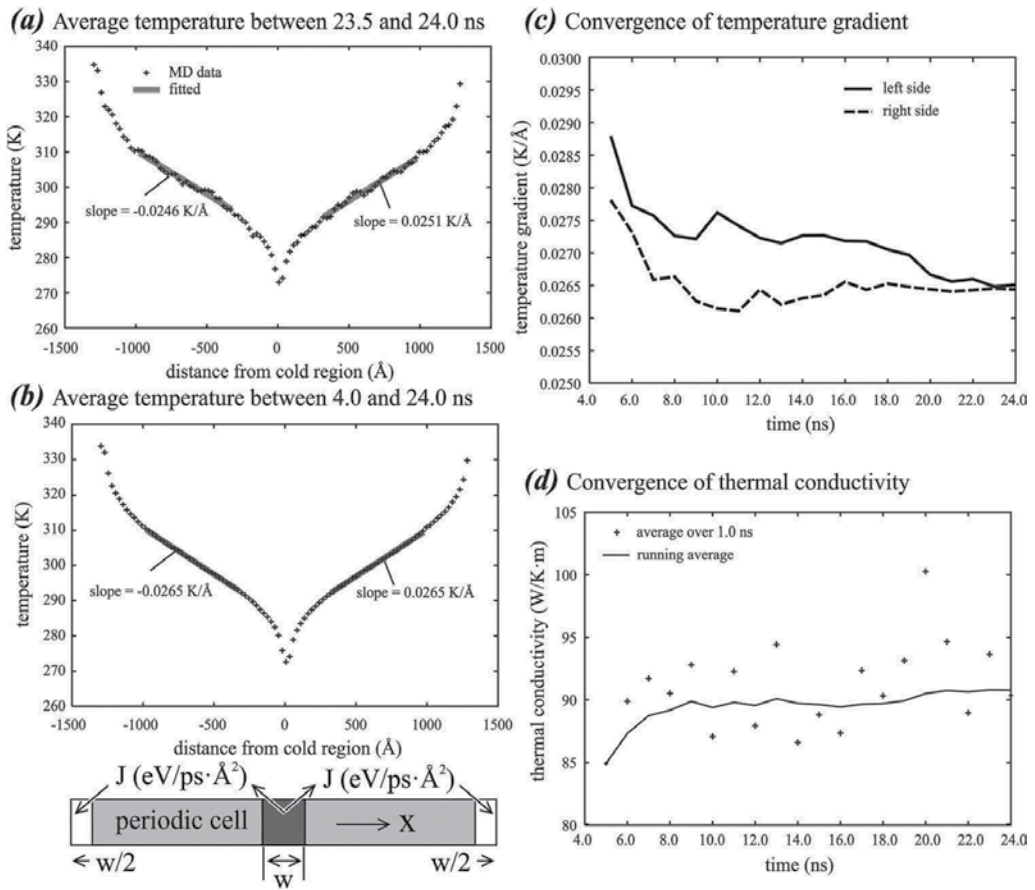 (a) Average temperature between 23.5 and 24.0 ns
340
330
320
310
300
290
280
270
260
temperature (K)
MD data
fitted
slope = -0.0246 K/Å
slope = 0.0251 K/Å
-1500
-1000
-500
0
500
1000
1500
distance from cold region (Å)
(b) Average temperature between 4.0 and 24.0 ns
340
330
320
310
300
290
280
270
260
temperature (K)
slope = -0.0265 K/Å
slope = 0.0265 K/Å
-1500
-1000
-500
0
500
1000
1500
distance from cold region (Å)
J (eV/ps·Å²)
J (eV/ps·Å²)
periodic cell
X
w/2
w
w/2
(c) Convergence of temperature gradient
0.0300
0.0295
0.0290
0.0285
0.0280
0.0275
0.0270
0.0265
0.0260
0.0255
0.0250
temperature gradient (K/Å)
left side
right side
4.0
6.0
8.0
10.0
12.0
14.0
16.0
18.0
20.0
22.0
24.0
time (ns)
(d) Convergence of thermal conductivity
105
100
95
90
85
80
thermal conductivity (W/K·m)
average over 1.0 ns
running average
4.0
6.0
8.0
10.0
12.0
14.0
16.0
18.0
20.0
22.0
24.0
time (ns)